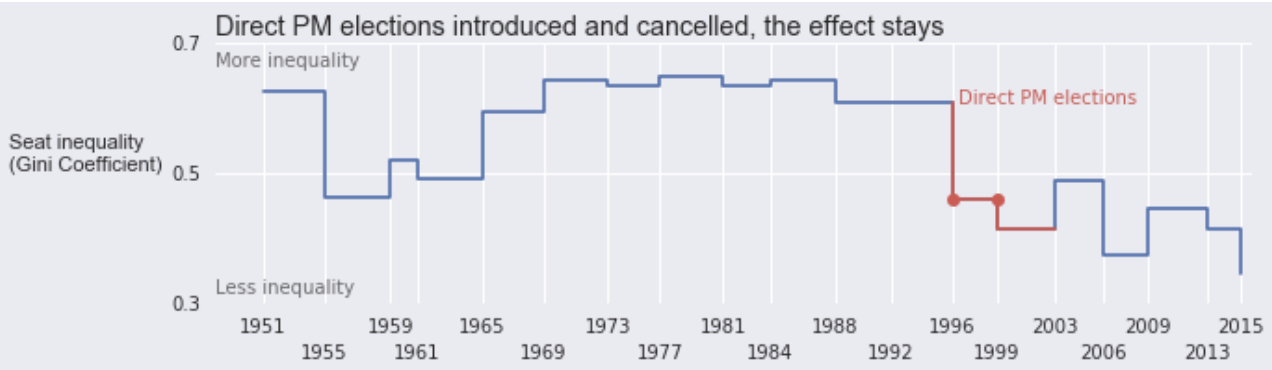 Direct PM elections introduced and cancelled, the effect stays
0.7
More inequality
Direct PM elections
Seat inequality
(Gini Coefficient)
0.5
Less inequality
0.3
1951 1959 1965 1973 1981 1988 1996 2003 2009 2015
1955 1961 1969 1977 1984 1992 1999 2006 2013